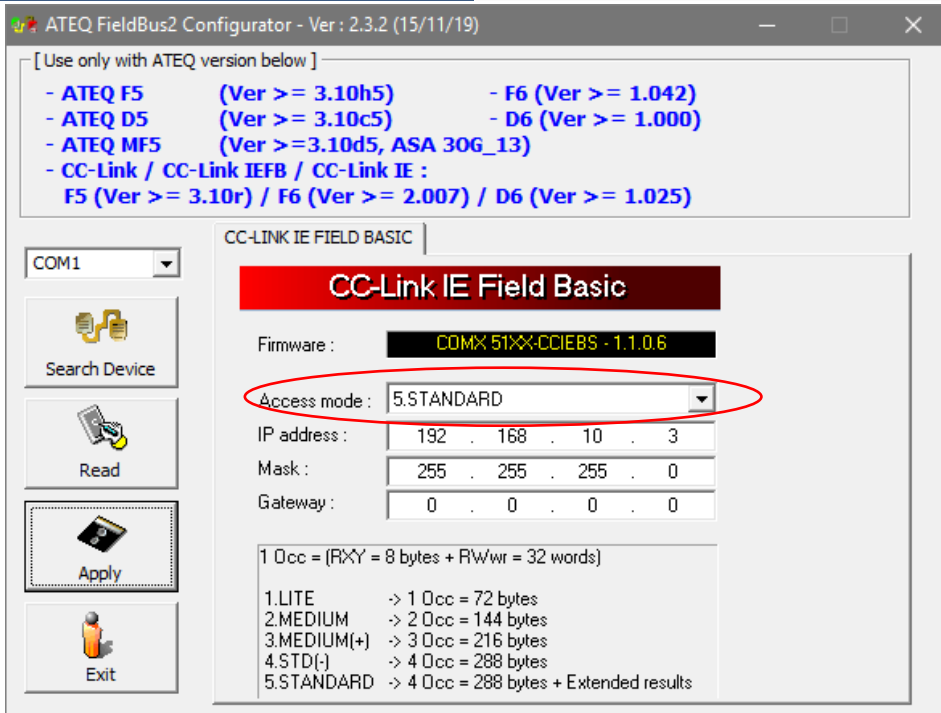 ATEQ FieldBus2 Configurator - Ver : 2.3.2 (15/11/19)
[ Use only with ATEQ version below ]
- ATEQ F5 (Ver >= 3.10h5) - F6 (Ver >= 1.042)
- ATEQ D5 (Ver >= 3.10c5) - D6 (Ver >= 1.000)
- ATEQ MF5 (Ver >=3.10d5, ASA 3OG_13)
- CC-Link / CC-Link IEFB / CC-Link IE :
F5 (Ver >= 3.10r) / F6 (Ver >= 2.007) / D6 (Ver >= 1.025)
COM1
Search Device
Read
Apply
Exit
CC-LINK IE FIELD BASIC
CC-Link IE Field Basic
Firmware : COMX 51XX-CCIEBS - 1.1.0.6
Access mode : 5.STANDARD
IP address : 192 . 168 . 10 . 3
Mask : 255 . 255 . 255 . 0
Gateway : 0 . 0 . 0 . 0
1 Occ = (RXY = 8 bytes + RWwr = 32 words)
1.LITE -> 1 Occ = 72 bytes
2.MEDIUM -> 2 Occ = 144 bytes
3.MEDIUM(+) -> 3 Occ = 216 bytes
4.STD(-) -> 4 Occ = 288 bytes
5.STANDARD -> 4 Occ = 288 bytes + Extended results